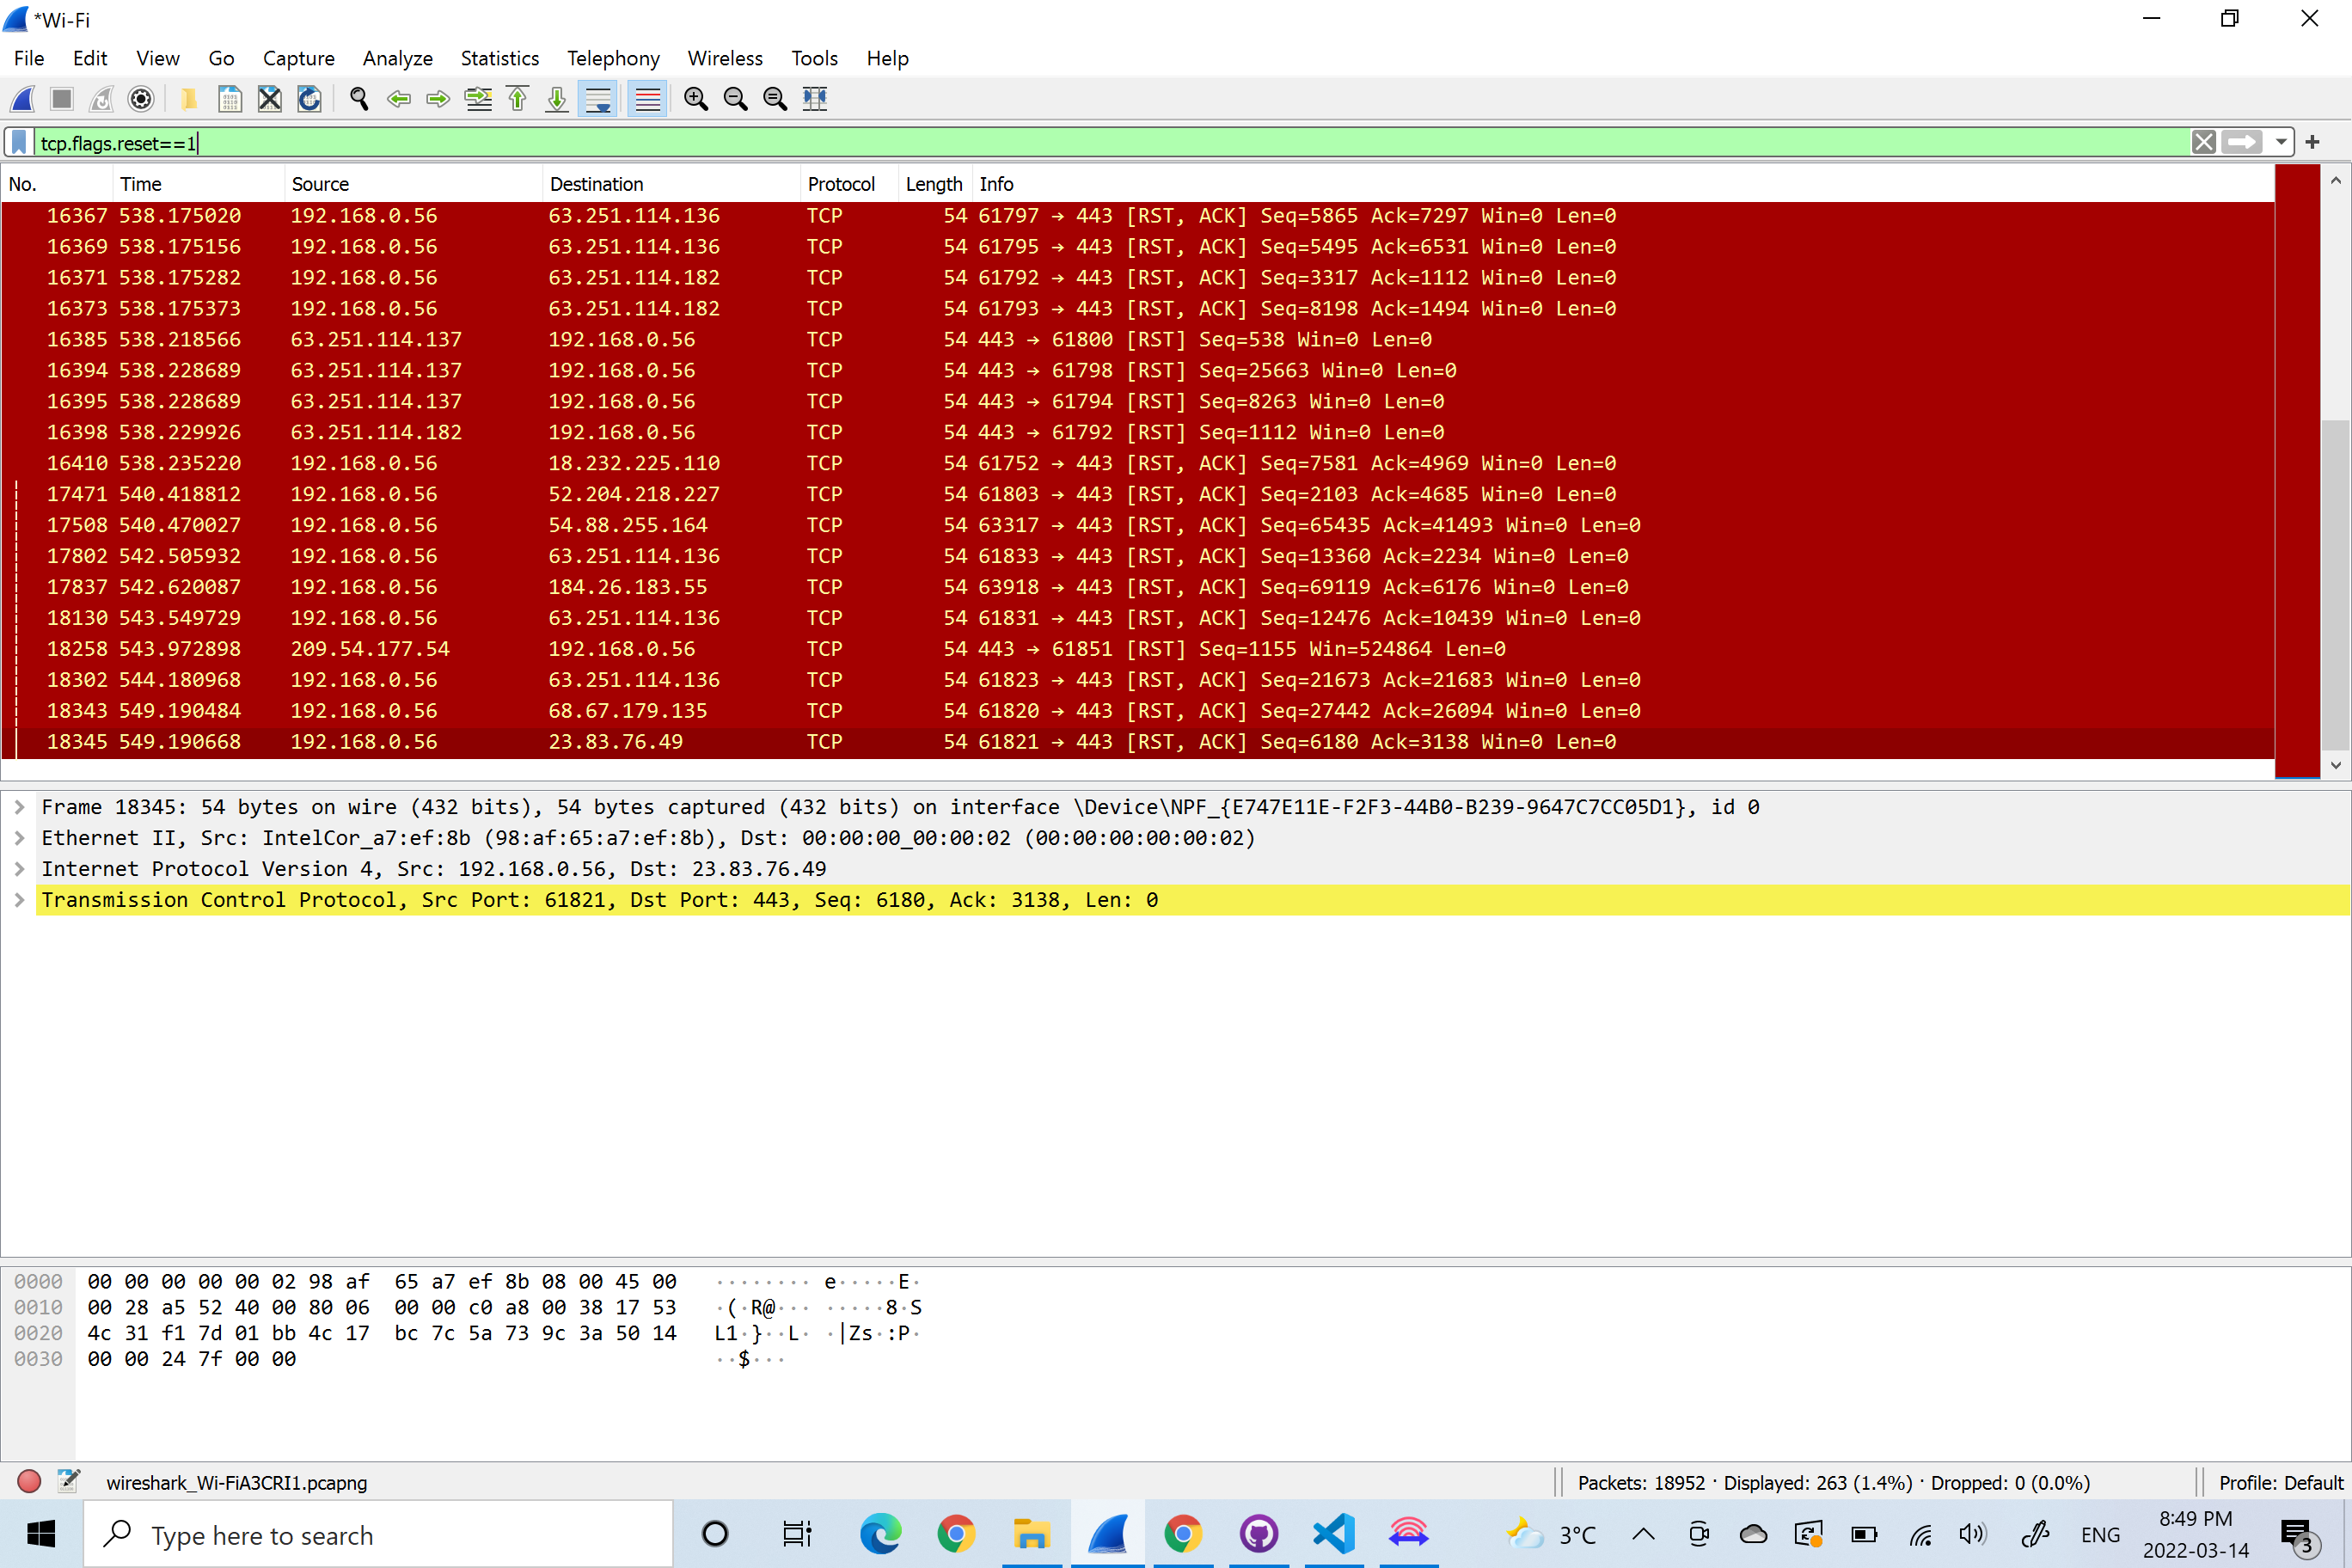 *Wi-Fi
File Edit View Go Capture Analyze Statistics Telephony Wireless Tools Help
tcp.flags.reset==1
No. Time Source Destination Protocol Length Info
16367 538.175020 192.168.0.56 63.251.114.136 TCP 54 61797 → 443 [RST, ACK] Seq=5865 Ack=7297 Win=0 Len=0
16369 538.175156 192.168.0.56 63.251.114.136 TCP 54 61795 → 443 [RST, ACK] Seq=5495 Ack=6531 Win=0 Len=0
16371 538.175282 192.168.0.56 63.251.114.182 TCP 54 61792 → 443 [RST, ACK] Seq=3317 Ack=1112 Win=0 Len=0
16373 538.175373 192.168.0.56 63.251.114.182 TCP 54 61793 → 443 [RST, ACK] Seq=8198 Ack=1494 Win=0 Len=0
16385 538.218566 63.251.114.137 192.168.0.56 TCP 54 443 → 61800 [RST] Seq=538 Win=0 Len=0
16394 538.228689 63.251.114.137 192.168.0.56 TCP 54 443 → 61798 [RST] Seq=25663 Win=0 Len=0
16395 538.228689 63.251.114.137 192.168.0.56 TCP 54 443 → 61794 [RST] Seq=8263 Win=0 Len=0
16398 538.229926 63.251.114.182 192.168.0.56 TCP 54 443 → 61792 [RST] Seq=1112 Win=0 Len=0
16410 538.235220 192.168.0.56 18.232.225.110 TCP 54 61752 → 443 [RST, ACK] Seq=7581 Ack=4969 Win=0 Len=0
17471 540.418812 192.168.0.56 52.204.218.227 TCP 54 61803 → 443 [RST, ACK] Seq=2103 Ack=4685 Win=0 Len=0
17508 540.470027 192.168.0.56 54.88.255.164 TCP 54 63317 → 443 [RST, ACK] Seq=65435 Ack=41493 Win=0 Len=0
17802 542.505932 192.168.0.56 63.251.114.136 TCP 54 61833 → 443 [RST, ACK] Seq=13360 Ack=2234 Win=0 Len=0
17837 542.620087 192.168.0.56 184.26.183.55 TCP 54 63918 → 443 [RST, ACK] Seq=69119 Ack=6176 Win=0 Len=0
18130 543.549729 192.168.0.56 63.251.114.136 TCP 54 61831 → 443 [RST, ACK] Seq=12476 Ack=10439 Win=0 Len=0
18258 543.972898 209.54.177.54 192.168.0.56 TCP 54 443 → 61851 [RST] Seq=1155 Win=524864 Len=0
18302 544.180968 192.168.0.56 63.251.114.136 TCP 54 61823 → 443 [RST, ACK] Seq=21673 Ack=21683 Win=0 Len=0
18343 549.190484 192.168.0.56 68.67.179.135 TCP 54 61820 → 443 [RST, ACK] Seq=27442 Ack=26094 Win=0 Len=0
18345 549.190668 192.168.0.56 23.83.76.49 TCP 54 61821 → 443 [RST, ACK] Seq=6180 Ack=3138 Win=0 Len=0
Frame 18345: 54 bytes on wire (432 bits), 54 bytes captured (432 bits) on interface \Device\NPF_{E747E11E-F2F3-44B0-B239-9647C7CC05D1}, id 0
Ethernet II, Src: IntelCor_a7:ef:8b (98:af:65:a7:ef:8b), Dst: 00:00:00_00:00:02 (00:00:00:00:00:02)
Internet Protocol Version 4, Src: 192.168.0.56, Dst: 23.83.76.49
Transmission Control Protocol, Src Port: 61821, Dst Port: 443, Seq: 6180, Ack: 3138, Len: 0
0000 00 00 00 00 00 02 98 af 65 a7 ef 8b 08 00 45 00 ········ e·····E·
0010 00 28 a5 52 40 00 80 06 00 00 c0 a8 00 38 17 53 ·(·R@··· ·····8·S
0020 4c 31 f1 7d 01 bb 4c 17 bc 7c 5a 73 9c 3a 50 14 L1·}··L· ·|Zs·:P·
0030 00 00 24 7f 00 00 ··$···
wireshark_Wi-FiA3CRI1.pcapng Packets: 18952 · Displayed: 263 (1.4%) · Dropped: 0 (0.0%) Profile: Default
Type here to search 3°C ENG 8:49 PM
2022-03-14 3